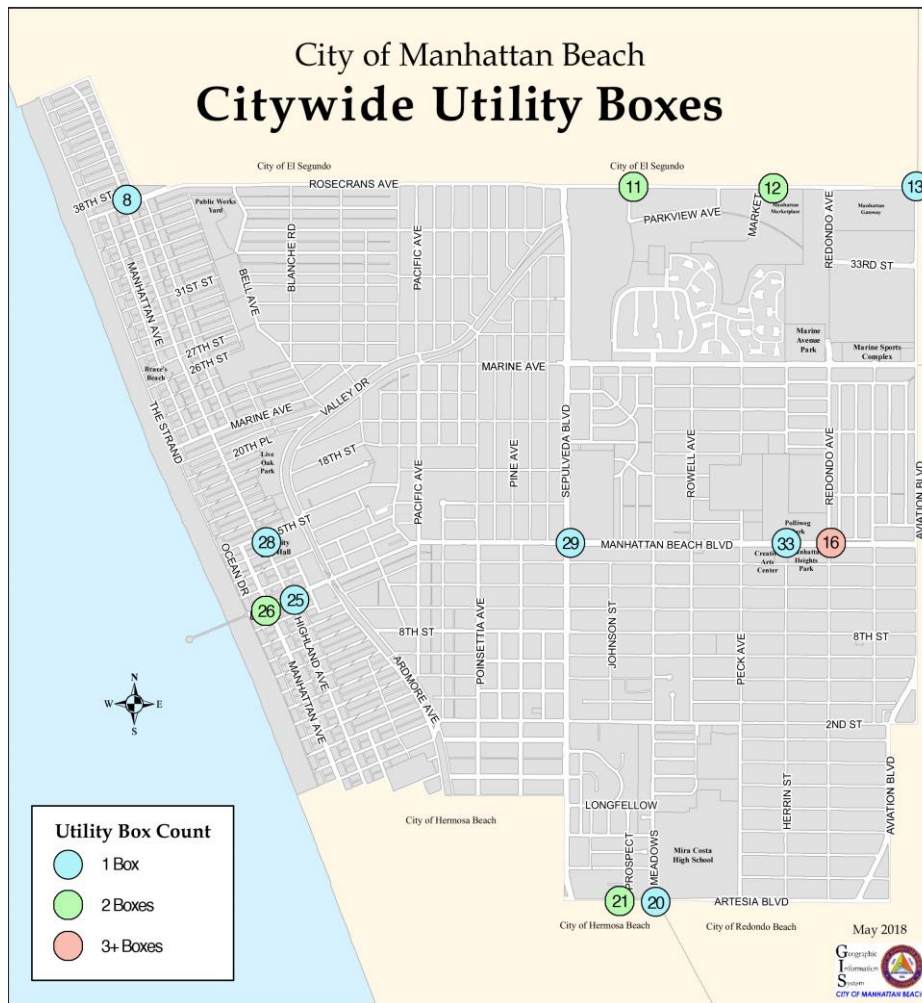 City of Manhattan Beach
Citywide Utility Boxes
City of El Segundo
City of El Segundo
ROSECRANS AVE
8
11
12
13
38TH ST
Public Works
Yard
PARKVIEW AVE
MARKET
Manhattan
Marketplace
REDONDO AVE
Manhattan
Gateway
BLANCHE RD
PACIFIC AVE
33RD ST
MANHATTAN AVE
31ST ST
BELL AVE
27TH ST
26TH ST
Marine
Avenue
Park
Marine Sports
Complex
Bruce's
Beach
MARINE AVE
VALLEY DR
THE STRAND
MARINE AVE
20TH PL
Live
Oak
Park
18TH ST
PACIFIC AVE
PINE AVE
SEPULVEDA BLVD
ROWELL AVE
REDONDO AVE
AVIATION BLVD
5TH ST
28
Hall
29
MANHATTAN BEACH BLVD
Pollinog
33
16
Arts
Center
Heights
Park
OCEAN DR
26
25
HIGHLAND AVE
8TH ST
POINSETTIA AVE
JOHNSON ST
PECK AVE
8TH ST
MANHATTAN AVE
ARDMORE AVE
N
W E
S
2ND ST
LONGFELLOW
HERRIN ST
AVIATION BLVD
City of Hermosa Beach
PROSPECT
MEADOWS
Mira Costa
High School
21
20
ARTESIA BLVD
City of Hermosa Beach
City of Redondo Beach
Utility Box Count
1 Box
2 Boxes
3+ Boxes
May 2018
Geographic
Information
System
CITY OF MANHATTAN BEACH